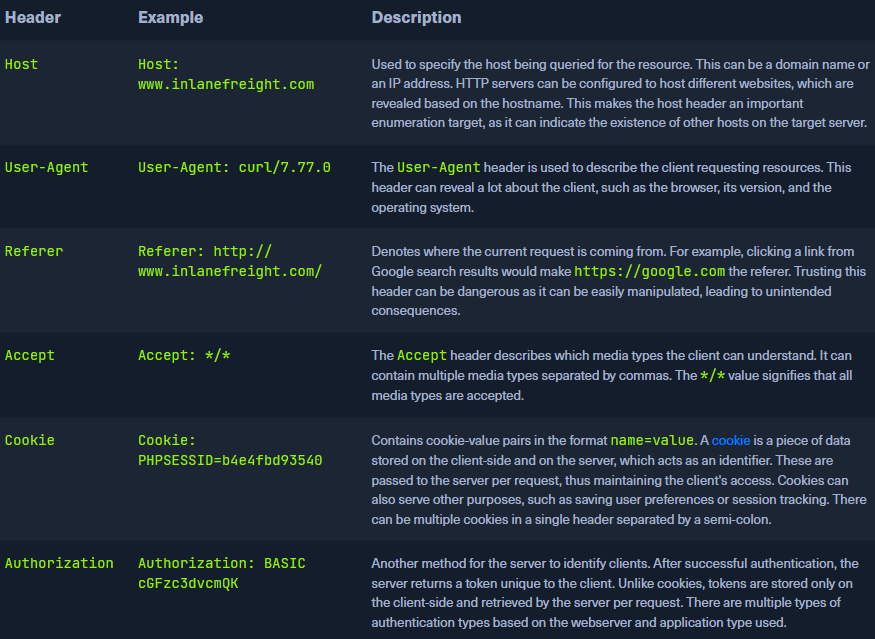 Header Example Description
Host Host: www.inlanefreight.com Used to specify the host being queried for the resource. This can be a domain name or
an IP address. HTTP servers can be configured to host different websites, which are
revealed based on the hostname. This makes the host header an important
enumeration target, as it can indicate the existence of other hosts on the target server.
User-Agent User-Agent: curl/7.77.0 The User-Agent header is used to describe the client requesting resources. This
header can reveal a lot about the client, such as the browser, its version, and the
operating system.
Referer Referer: http://www.inlanefreight.com/ Denotes where the current request is coming from. For example, clicking a link from
Google search results would make https://google.com the referer. Trusting this
header can be dangerous as it can be easily manipulated, leading to unintended
consequences.
Accept Accept: */* The Accept header describes which media types the client can understand. It can
contain multiple media types separated by commas. The */* value signifies that all
media types are accepted.
Cookie Cookie: PHPSESSID=b4e4fbd93540 Contains cookie-value pairs in the format name=value. A cookie is a piece of data
stored on the client-side and on the server, which acts as an identifier. These are
passed to the server per request, thus maintaining the client's access. Cookies can
also serve other purposes, such as saving user preferences or session tracking. There
can be multiple cookies in a single header separated by a semi-colon.
Authorization Authorization: BASIC cGFzc3dvcmQK Another method for the server to identify clients. After successful authentication, the
server returns a token unique to the client. Unlike cookies, tokens are stored only on
the client-side and retrieved by the server per request. There are multiple types of
authentication types based on the webserver and application type used.